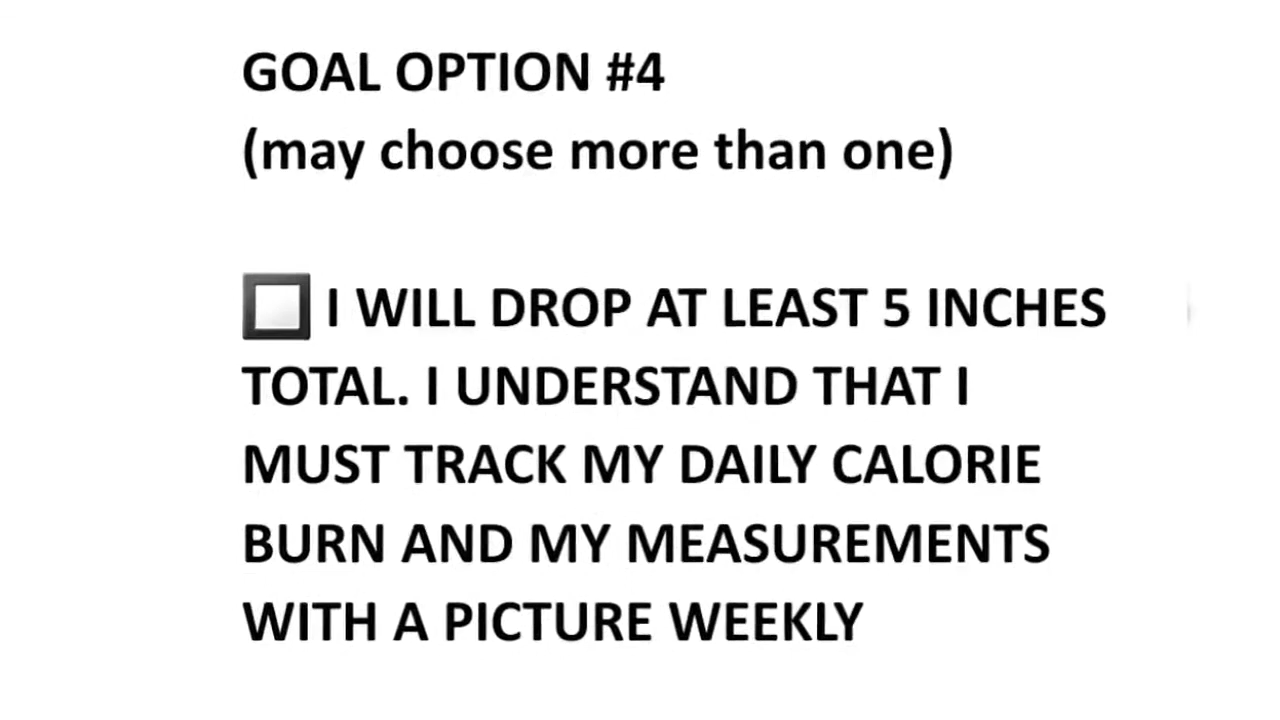 GOAL OPTION #4
(may choose more than one)
I WILL DROP AT LEAST 5 INCHES
TOTAL. I UNDERSTAND THAT I
MUST TRACK MY DAILY CALORIE
BURN AND MY MEASUREMENTS
WITH A PICTURE WEEKLY